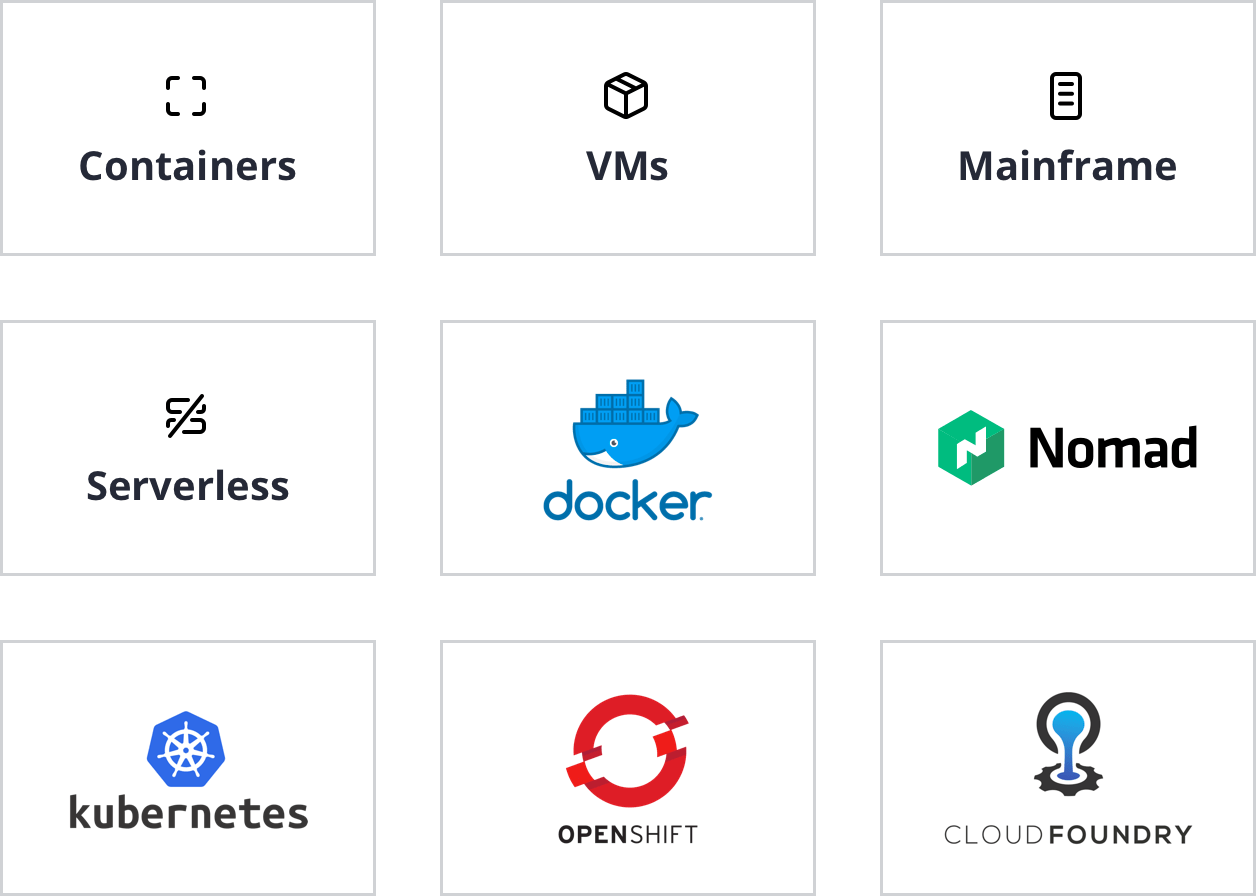 Containers
VMs
Mainframe
Serverless
docker
Nomad
kubernetes
OPENSHIFT
CLOUDFOUNDRY